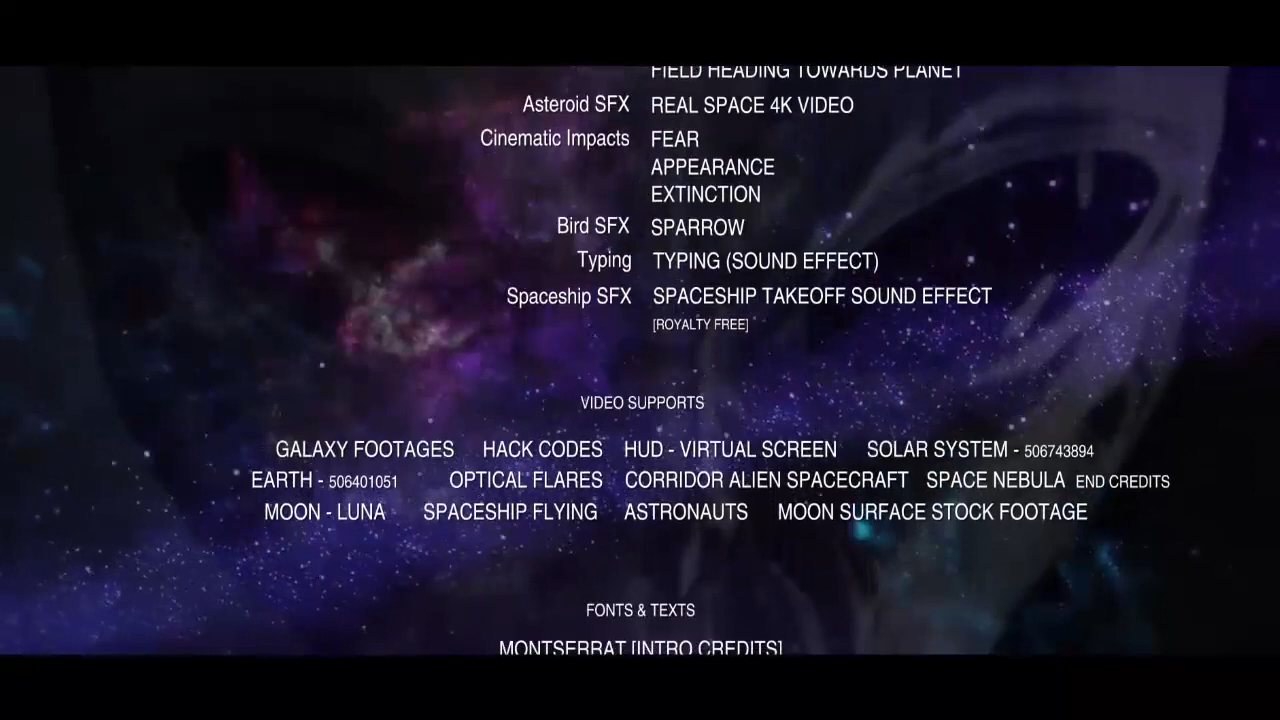 FIELD HEADING TOWARDS PLANET
Asteroid SFX REAL SPACE 4K VIDEO
Cinematic Impacts FEAR
APPEARANCE
EXTINCTION
Bird SFX SPARROW
Typing TYPING (SOUND EFFECT)
Spaceship SFX SPACESHIP TAKEOFF SOUND EFFECT
[ROYALTY FREE]
VIDEO SUPPORTS
GALAXY FOOTAGES HACK CODES HUD - VIRTUAL SCREEN SOLAR SYSTEM - 506743894
EARTH - 506401051 OPTICAL FLARES CORRIDOR ALIEN SPACECRAFT SPACE NEBULA END CREDITS
MOON - LUNA SPACESHIP FLYING ASTRONAUTS MOON SURFACE STOCK FOOTAGE
FONTS & TEXTS
MONTSERRAT [INTRO CREDITS]